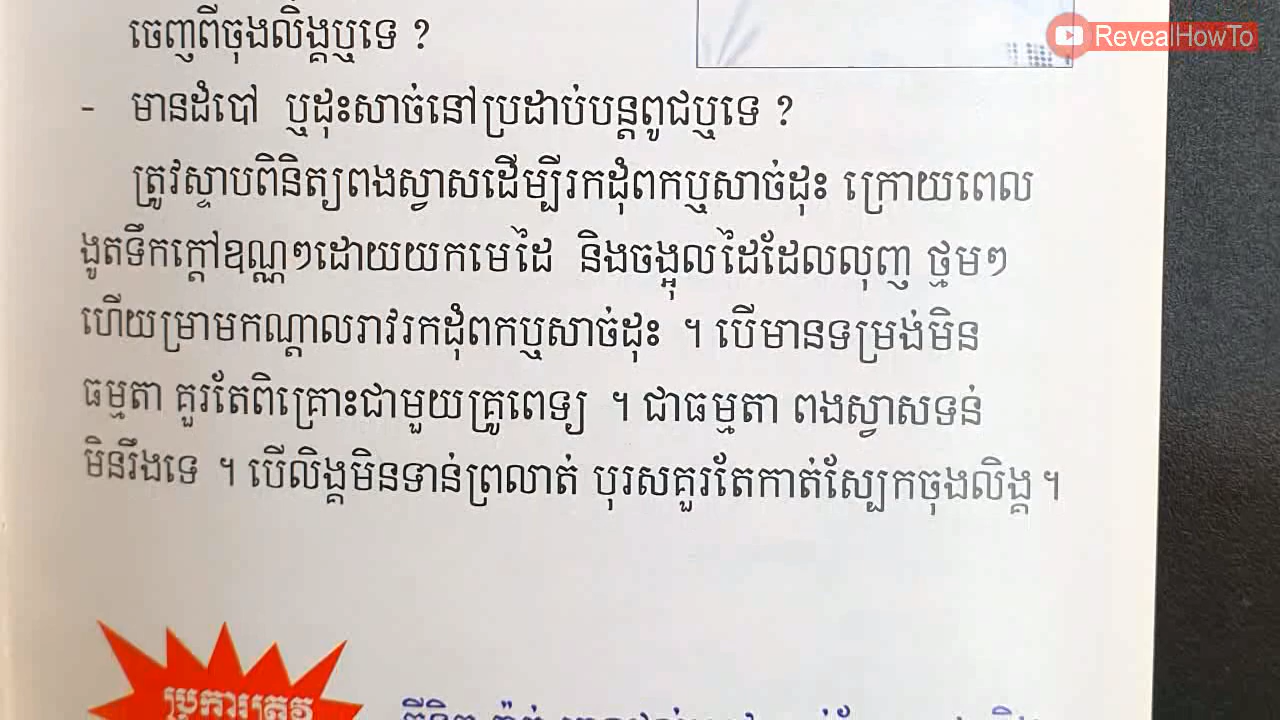 ចេញពីចុងលិង្គឬទេ ?
RevealHowTo
- មានដំបៅ ឬដុះសាច់នៅប្រដាប់បន្តពូជឬទេ ?
ត្រូវស្ទាបពិនិត្យពងស្វាសដើម្បីរកដុំពកឬសាច់ដុះ ក្រោយពេល
ងូតទឹកក្តៅឧណ្ណៗដោយយកមេដៃ និងចង្អុលដៃដែលលុញ ថ្មមៗ
ហើយម្រាមកណ្តាលរាវរកដុំពកឬសាច់ដុះ ។ បើមានទម្រង់មិន
ធម្មតា គួរតែពិគ្រោះជាមួយគ្រូពេទ្យ ។ ជាធម្មតា ពងស្វាសទន់
មិនរឹងទេ ។ បើលិង្គមិនទាន់ព្រលាត់ បុរសគួរតែកាត់ស្បែកចុងលិង្គ ។
ប្រការត្រូវ